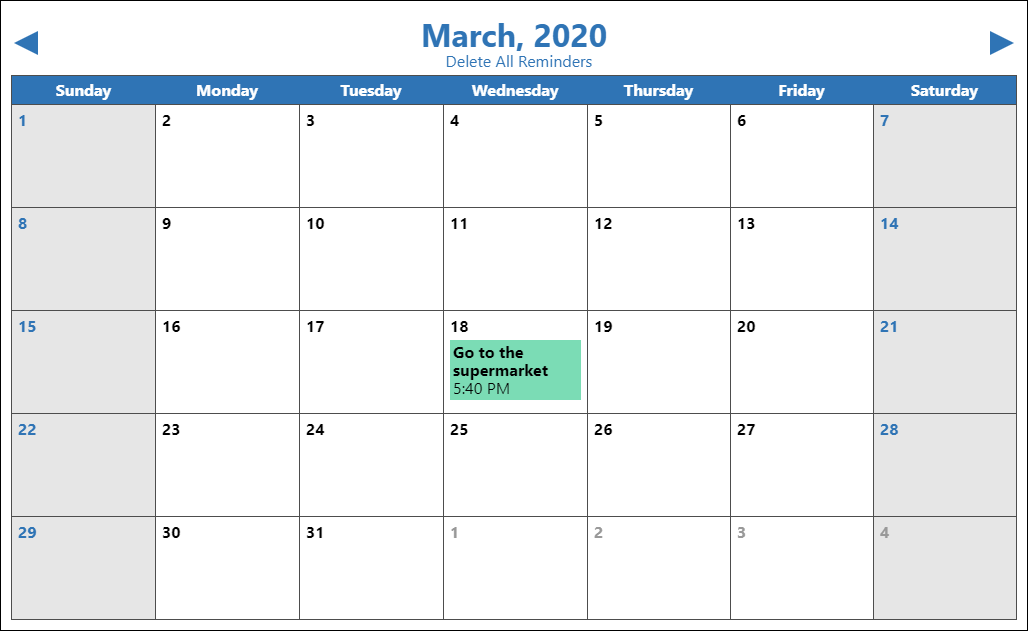 March, 2020
Delete All Reminders
Sunday Monday Tuesday Wednesday Thursday Friday Saturday
1 2 3 4 5 6 7
8 9 10 11 12 13 14
15 16 17 18 19 20 21
Go to the
supermarket
5:40 PM
22 23 24 25 26 27 28
29 30 31 1 2 3 4